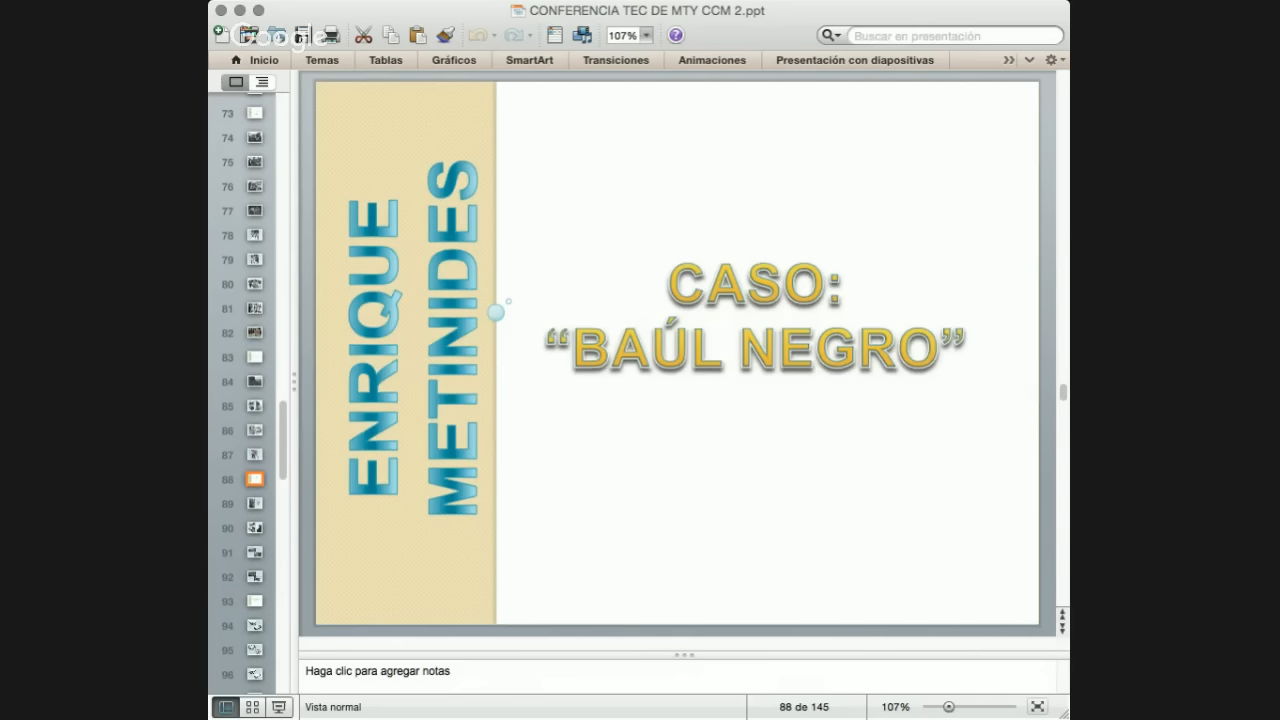 CONFERENCIA TEC DE MTY CCM 2.ppt
Google
107%
Buscar en presentación
Inicio Temas Tablas Gráficos SmartArt Transiciones Animaciones Presentación con diapositivas
73
74
75
76
77
78
79
80
81
82
83
84
85
86
87
88
89
90
91
92
93
94
95
96
ENRIQUE
METINIDES
CASO:
“BAÚL NEGRO”
Haga clic para agregar notas
Vista normal
88 de 145
107%